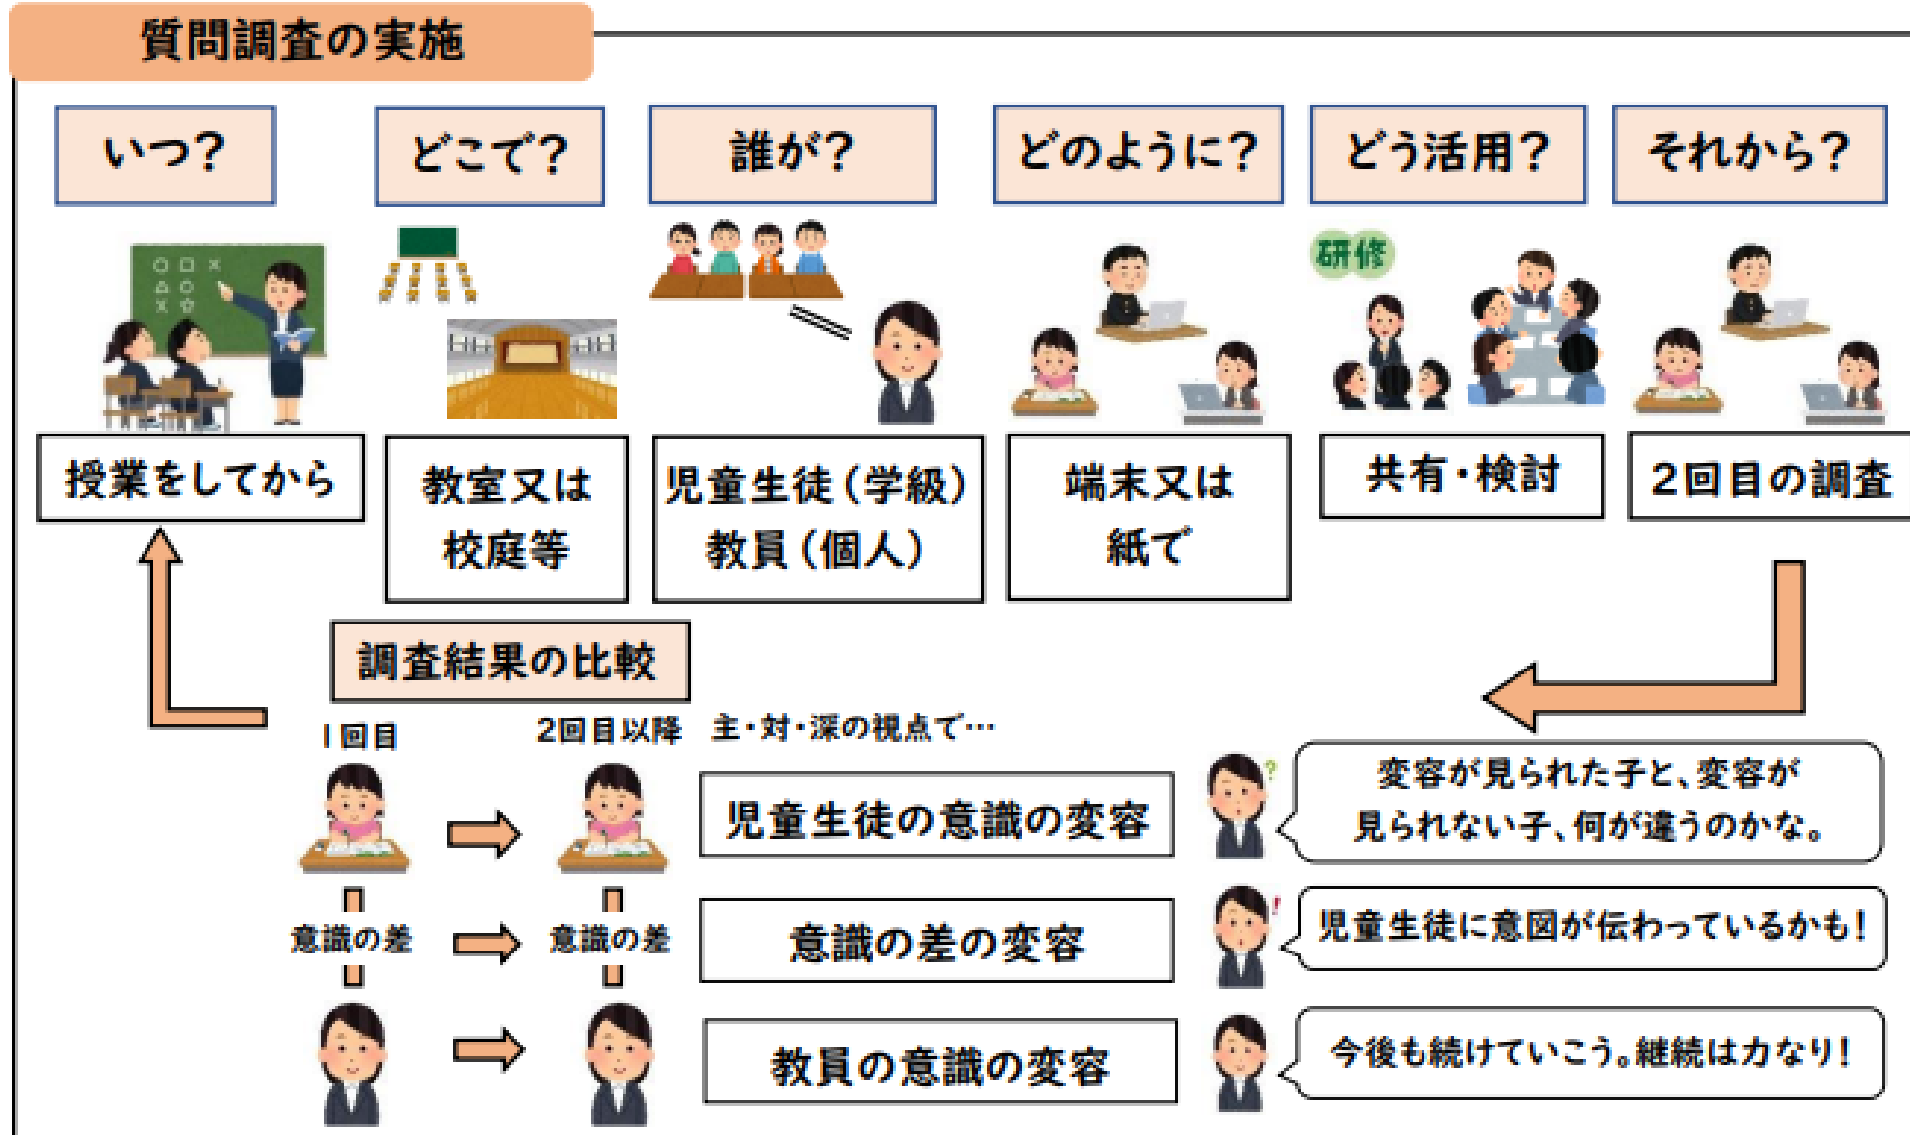 質問調査の実施
いつ？
どこで？
誰が？
どのように？
どう活用？
それから？
○ □ ×
△ ○
× ☆
研修
授業をしてから
教室又は
校庭等
児童生徒（学級）
教員（個人）
端末又は
紙で
共有・検討
2回目の調査
調査結果の比較
1回目
2回目以降
主・対・深の視点で…
児童生徒の意識の変容
?
変容が見られた子と、変容が
見られない子、何が違うのかな。
意識の差
意識の差
意識の差の変容
!
児童生徒に意図が伝わっているかも！
教員の意識の変容
今後も続けていこう。継続は力なり！